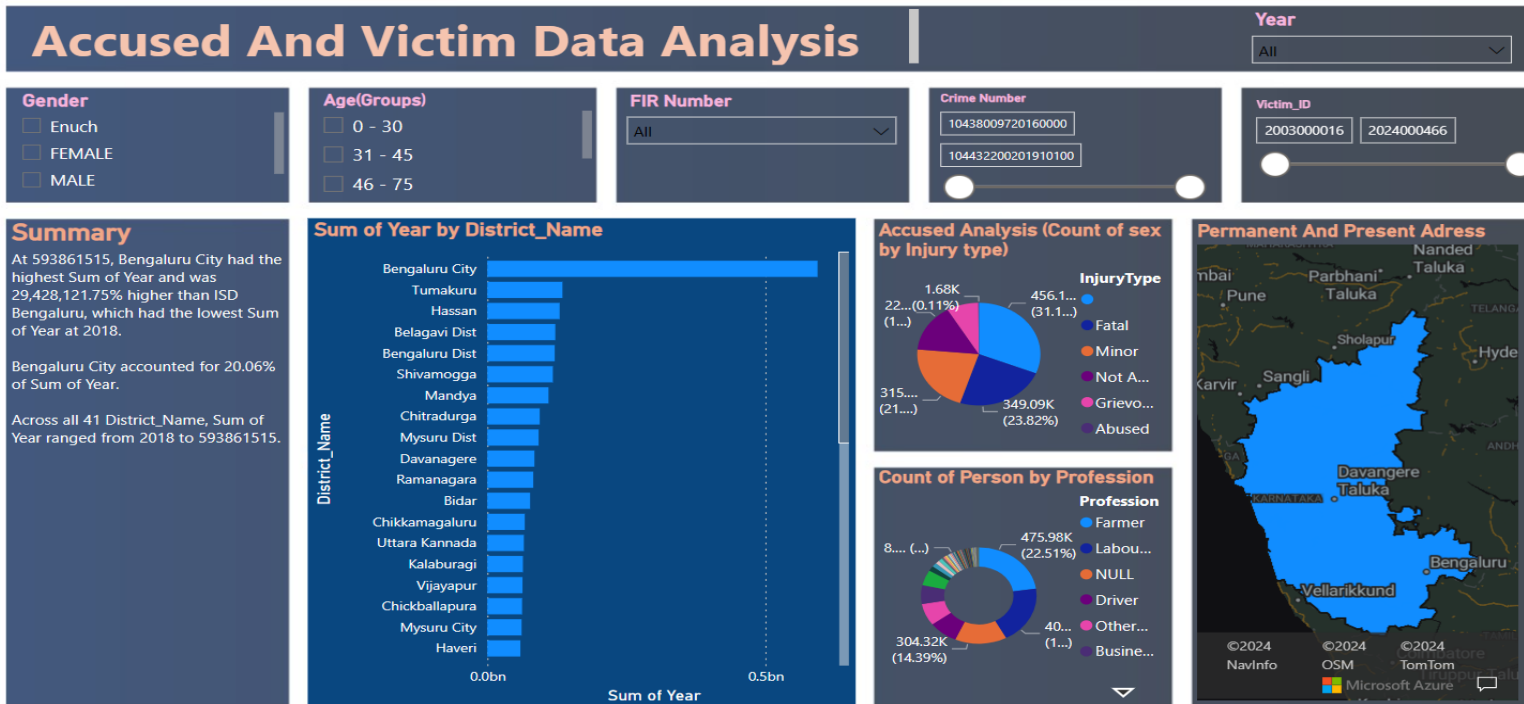 Accused And Victim Data Analysis
Year
All
Gender
Enuch
FEMALE
MALE
Age(Groups)
0 - 30
31 - 45
46 - 75
FIR Number
All
Crime Number
10438009720160000
104432200201910100
Victim_ID
2003000016
2024000466
Summary
At 593861515, Bengaluru City had the
highest Sum of Year and was
29,428,121.75% higher than ISD
Bengaluru, which had the lowest Sum
of Year at 2018.
Bengaluru City accounted for 20.06%
of Sum of Year.
Across all 41 District_Name, Sum of
Year ranged from 2018 to 593861515.
Sum of Year by District_Name
District_Name
Bengaluru City
Tumakuru
Hassan
Belagavi Dist
Bengaluru Dist
Shivamogga
Mandya
Chitradurga
Mysuru Dist
Davanagere
Ramanagara
Bidar
Chikkamagaluru
Uttara Kannada
Kalaburagi
Vijayapur
Chickballapura
Mysuru City
Haveri
0.0bn
0.5bn
Sum of Year
Accused Analysis (Count of sex
by Injury type)
InjuryType
Fatal
Minor
Not A...
Grievo...
Abused
1.68K
(0.11%)
22...
(1...)
456.1...
(31.1...)
315....
(21....)
349.09K
(23.82%)
Count of Person by Profession
Profession
Farmer
Labou...
NULL
Driver
Other...
Busine...
8.... (...)
475.98K
(22.51%)
304.32K
(14.39%)
40...
(1...)
Permanent And Present Adress
Nanded
Taluka
mbai
Parbhani
Taluka
Pune
TELANG
Sholapur
Hyde
Karvir
Sangli
ANDH
GA
Davangere
Taluka
KARNATAKA
Bengaluru
Vellarikkund
Coimbatore
Tiruppur Talu
©2024
NavInfo
©2024
OSM
©2024
TomTom
Microsoft Azure